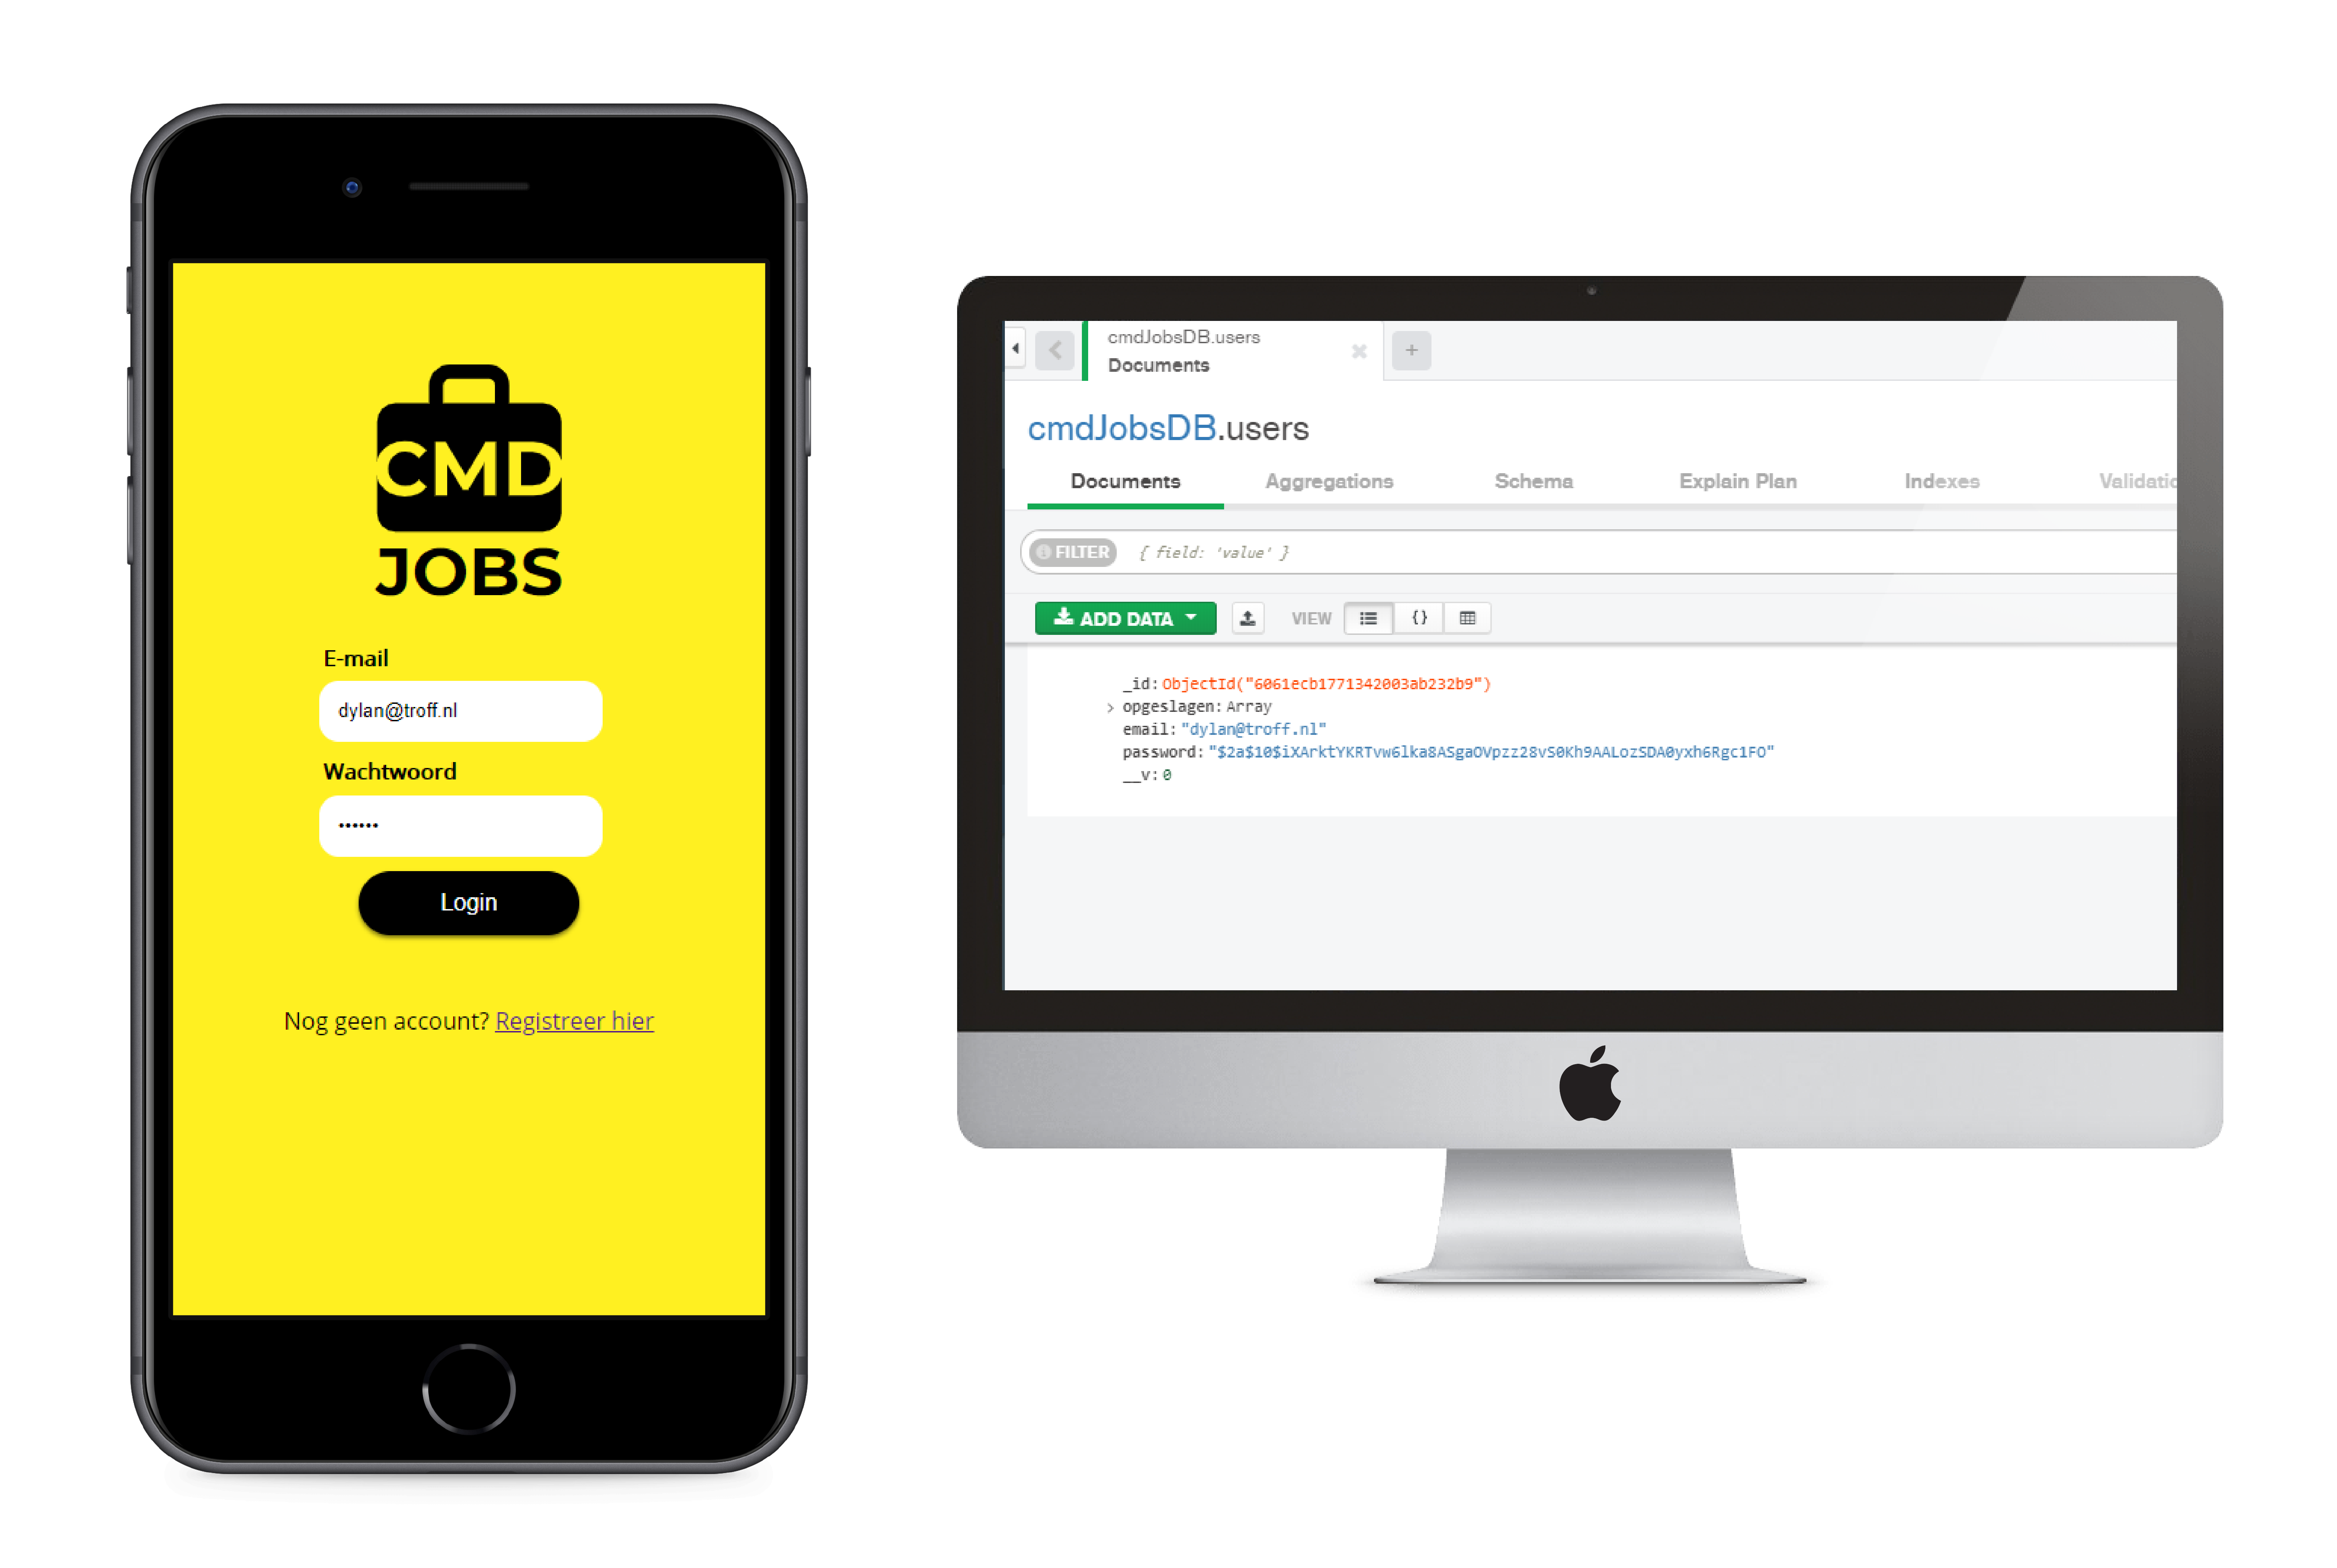 CMD
JOBS
E-mail
dylan@troff.nl
Wachtwoord
••••••
Login
Nog geen account? Registreer hier
cmdJobsDB.users
Documents
cmdJobsDB.users
Documents Aggregations Schema Explain Plan Indexes Validatio
FILTER { field: 'value' }
ADD DATA VIEW {}
_id: ObjectId("6061ecb1771342003ab232b9")
> opgeslagen: Array
email: "dylan@troff.nl"
password: "$2a$10$iXArktYKRTvw6lka8ASgaOVpzz28vS0Kh9AALozSDA0yxh6Rgc1FO"
__v: 0